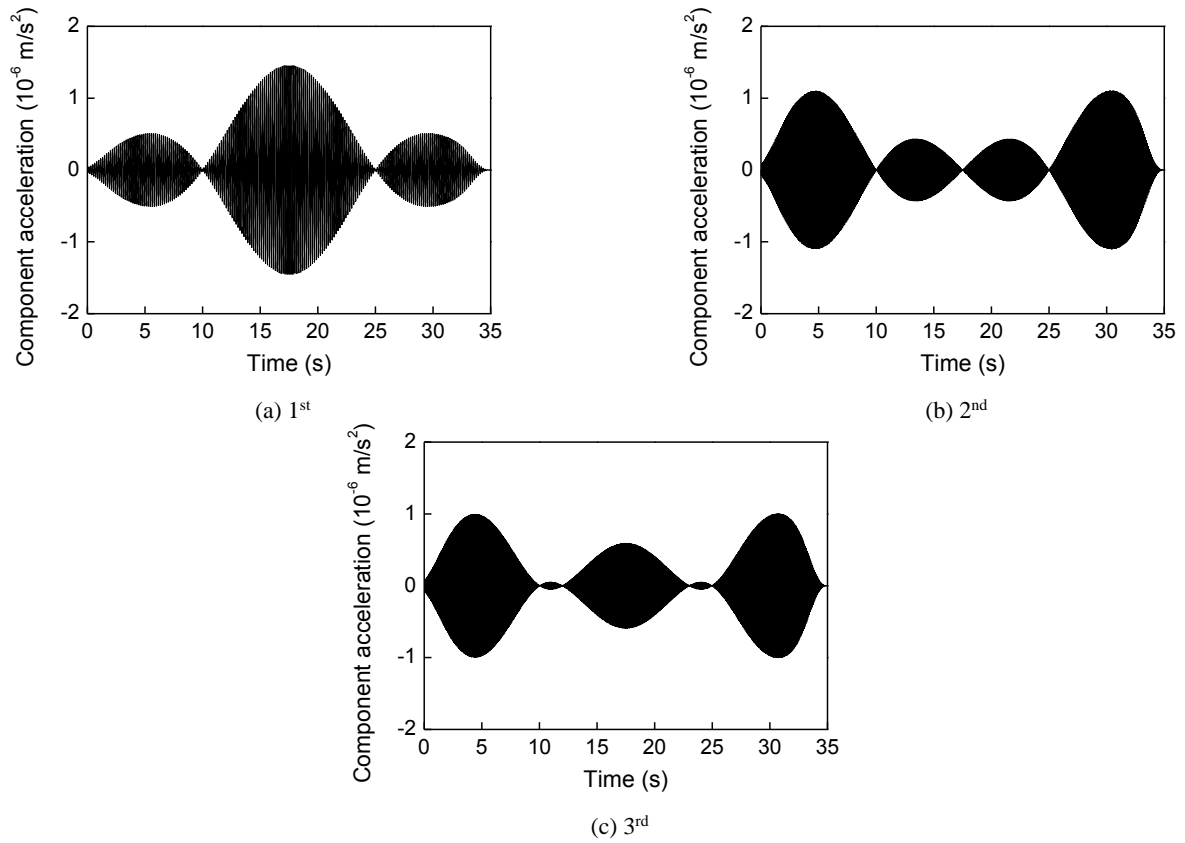 Component acceleration (10⁻⁶ m/s²)
2
1
0
-1
-2
0 5 10 15 20 25 30 35
Time (s)
(a) 1ˢᵗ
Component acceleration (10⁻⁶ m/s²)
2
1
0
-1
-2
0 5 10 15 20 25 30 35
Time (s)
(b) 2ⁿᵈ
Component acceleration (10⁻⁶ m/s²)
2
1
0
-1
-2
0 5 10 15 20 25 30 35
Time (s)
(c) 3ʳᵈ